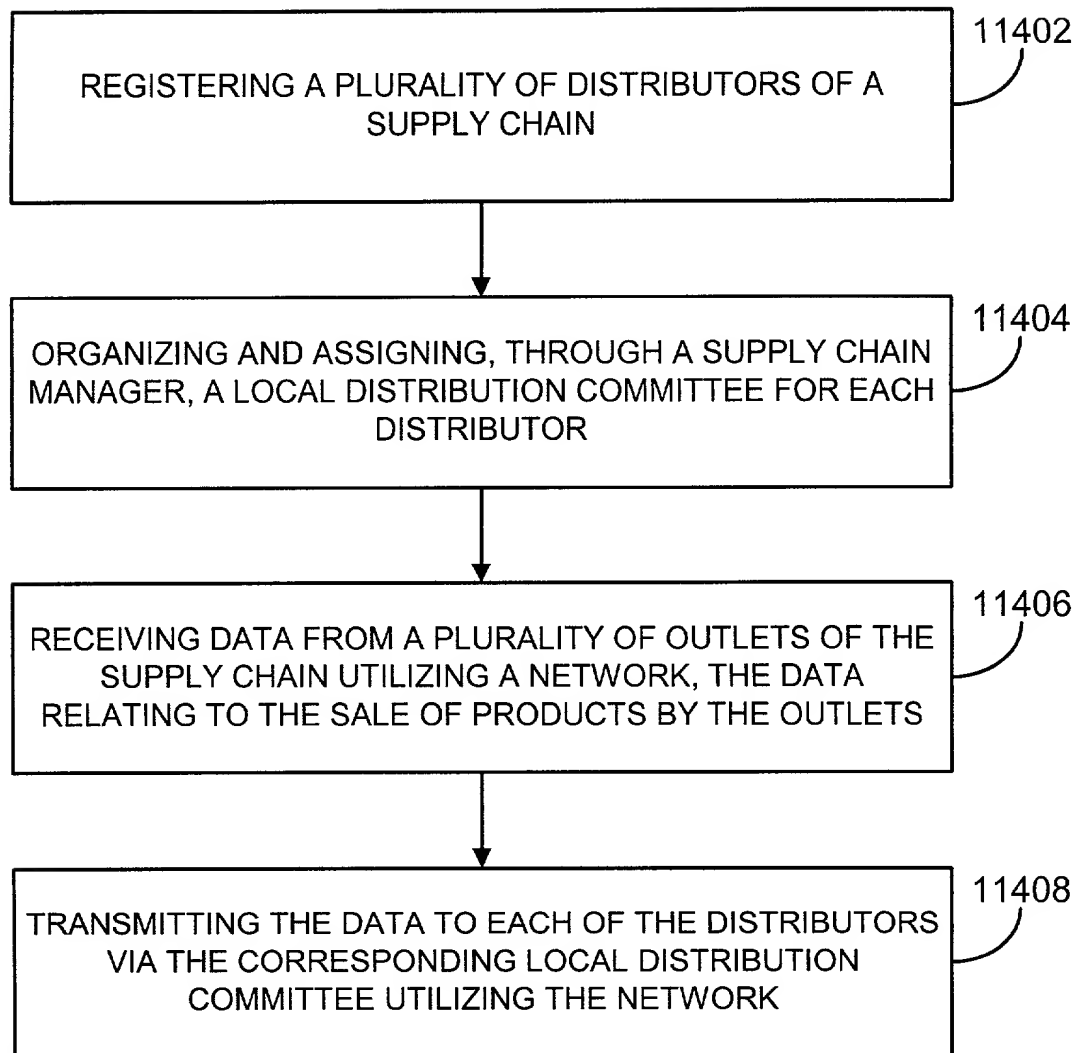 11402
REGISTERING A PLURALITY OF DISTRIBUTORS OF A
SUPPLY CHAIN
11404
ORGANIZING AND ASSIGNING, THROUGH A SUPPLY CHAIN
MANAGER, A LOCAL DISTRIBUTION COMMITTEE FOR EACH
DISTRIBUTOR
11406
RECEIVING DATA FROM A PLURALITY OF OUTLETS OF THE
SUPPLY CHAIN UTILIZING A NETWORK, THE DATA
RELATING TO THE SALE OF PRODUCTS BY THE OUTLETS
11408
TRANSMITTING THE DATA TO EACH OF THE DISTRIBUTORS
VIA THE CORRESPONDING LOCAL DISTRIBUTION
COMMITTEE UTILIZING THE NETWORK